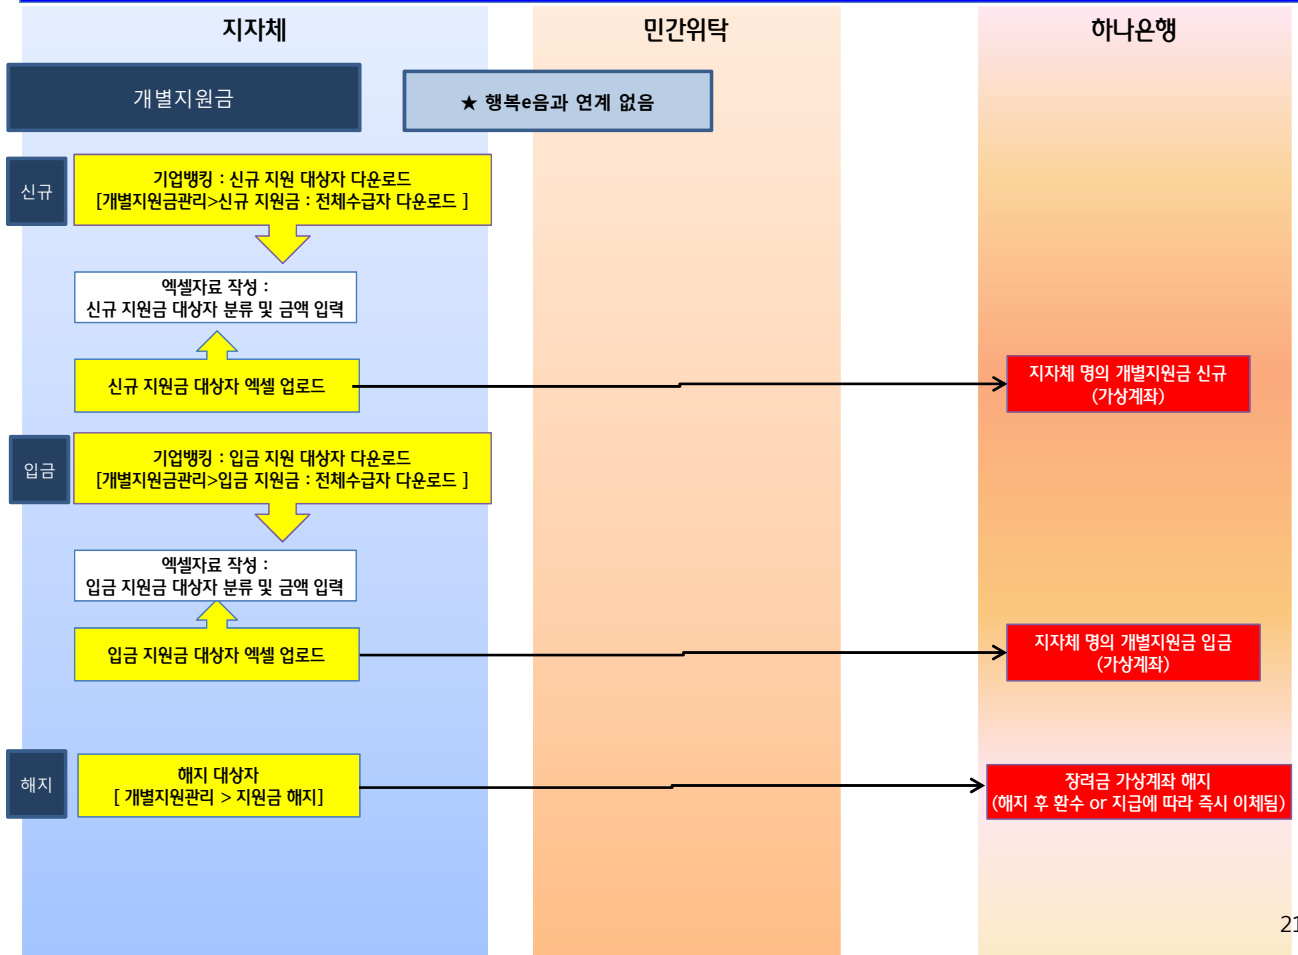 지자체
민간위탁
하나은행
개별지원금
★ 행복e음과 연계 없음
신규
기업뱅킹 : 신규 지원 대상자 다운로드
[개별지원금관리>신규 지원금 : 전체수급자 다운로드 ]
엑셀자료 작성 :
신규 지원금 대상자 분류 및 금액 입력
신규 지원금 대상자 엑셀 업로드
지자체 명의 개별지원금 신규
(가상계좌)
입금
기업뱅킹 : 입금 지원 대상자 다운로드
[개별지원금관리>입금 지원금 : 전체수급자 다운로드 ]
엑셀자료 작성 :
입금 지원금 대상자 분류 및 금액 입력
입금 지원금 대상자 엑셀 업로드
지자체 명의 개별지원금 입금
(가상계좌)
해지
해지 대상자
[ 개별지원관리 > 지원금 해지]
장려금 가상계좌 해지
(해지 후 환수 or 지급에 따라 즉시 이체됨)
21